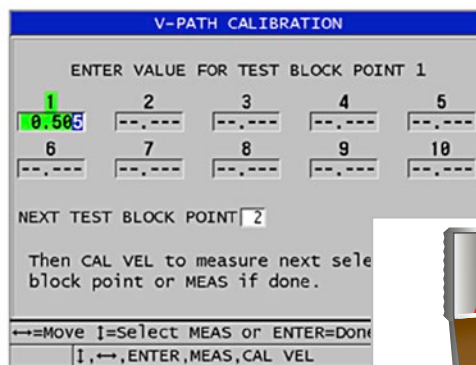 V-PATH CALIBRATION
ENTER VALUE FOR TEST BLOCK POINT 1
1 2 3 4 5
0.505 --.--- --.--- --.--- --.---
6 7 8 9 10
--.--- --.--- --.--- --.--- --.---
NEXT TEST BLOCK POINT 2
Then CAL VEL to measure next sele
block point or MEAS if done.
↔=Move ↕=Select MEAS or ENTER=Done
↕,↔,ENTER,MEAS,CAL VEL